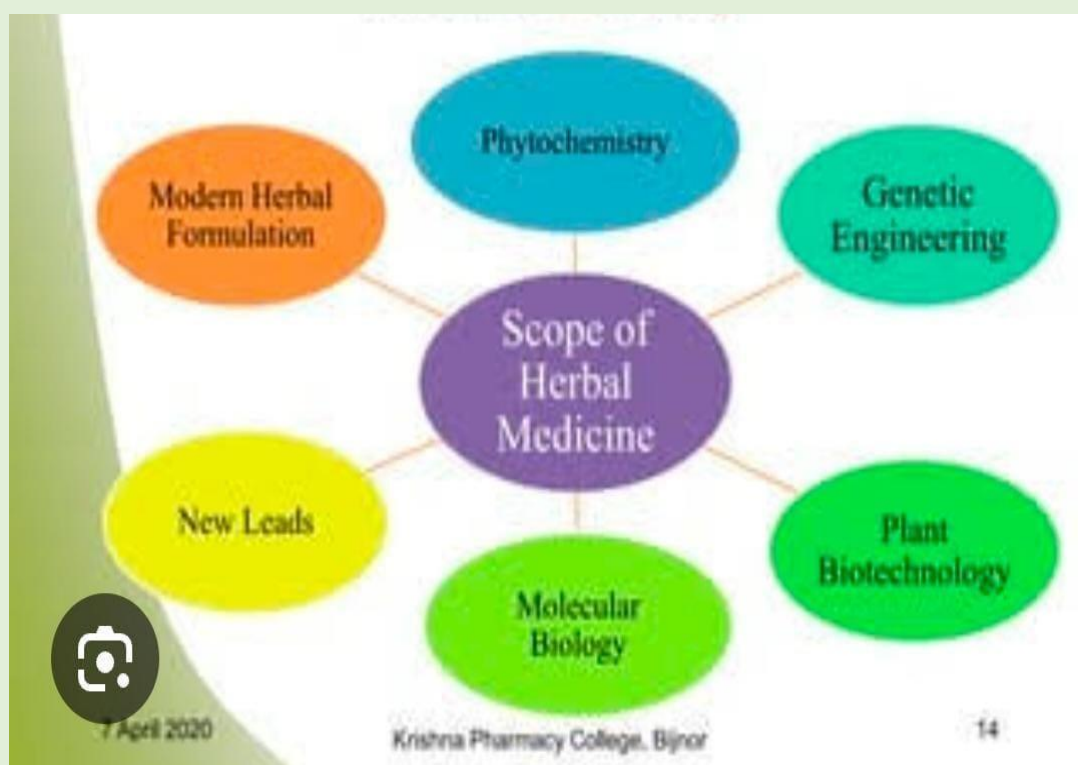 Phytochemistry
Genetic
Engineering
Plant
Biotechnology
Molecular
Biology
New Leads
Modern Herbal
Formulation
Scope of
Herbal
Medicine
7 April 2020
Krishna Pharmacy College, Bijnor
14